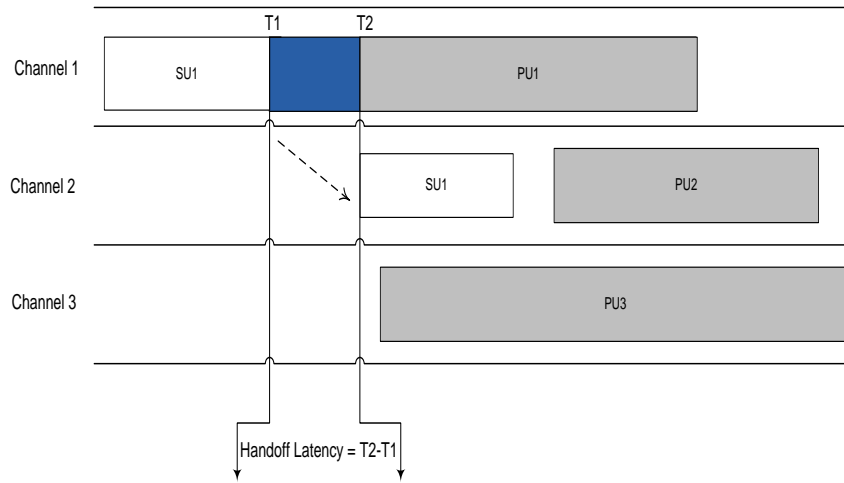 T1 T2
Channel 1 SU1 PU1
Channel 2 SU1 PU2
Channel 3 PU3
Handoff Latency = T2-T1